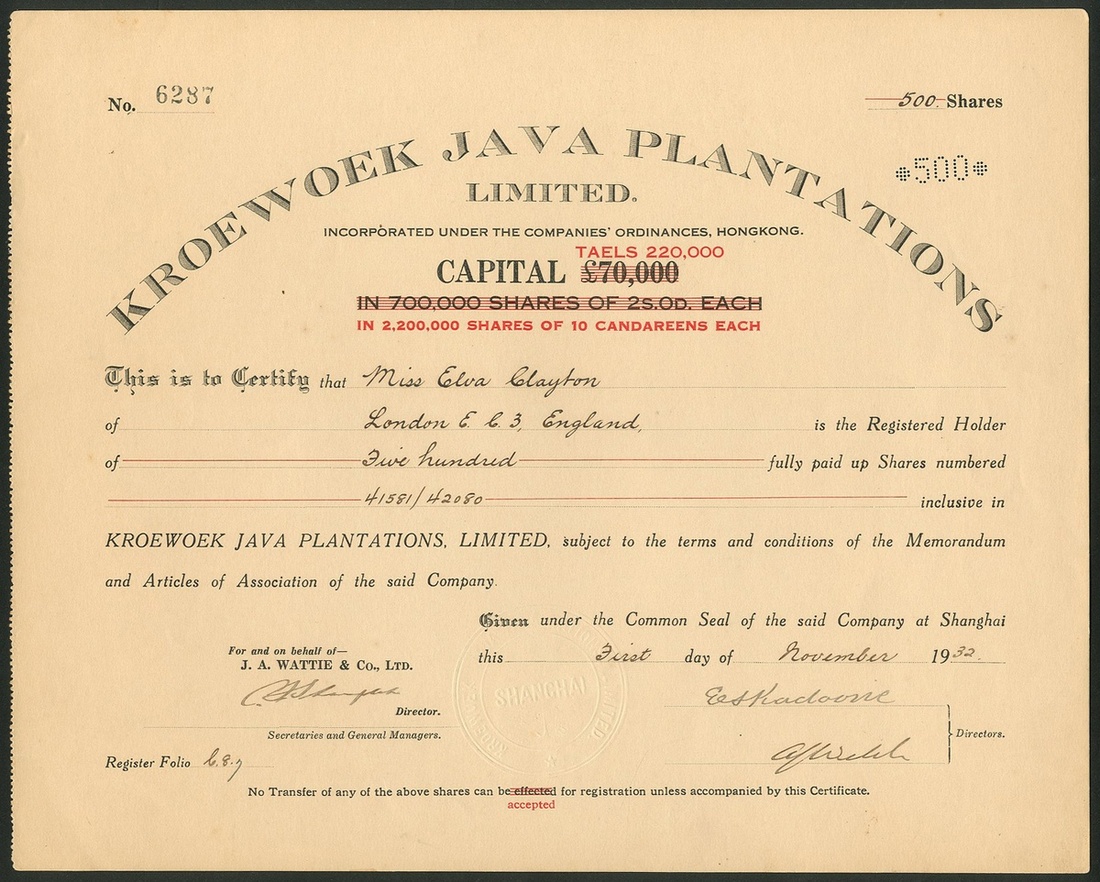 No. 6287
500 Shares
*500*
KROEWOEK JAVA PLANTATIONS
LIMITED.
INCORPORATED UNDER THE COMPANIES' ORDINANCES, HONGKONG.
TAELS 220,000
CAPITAL £70,000
IN 700,000 SHARES OF 2S.0D. EACH
IN 2,200,000 SHARES OF 10 CANDAREENS EACH
This is to Certify that Miss Elva Clayton
of London E. C. 3, England, is the Registered Holder
of Five hundred fully paid up Shares numbered
41581/42080 inclusive in
KROEWOEK JAVA PLANTATIONS, LIMITED, subject to the terms and conditions of the Memorandum
and Articles of Association of the said Company.
Given under the Common Seal of the said Company at Shanghai
this First day of November 1932.
For and on behalf of—
J. A. WATTIE & Co., LTD.
Director.
Secretaries and General Managers.
SHANGHAI
Directors.
Register Folio C.8.7
No Transfer of any of the above shares can be effected for registration unless accompanied by this Certificate.
accepted